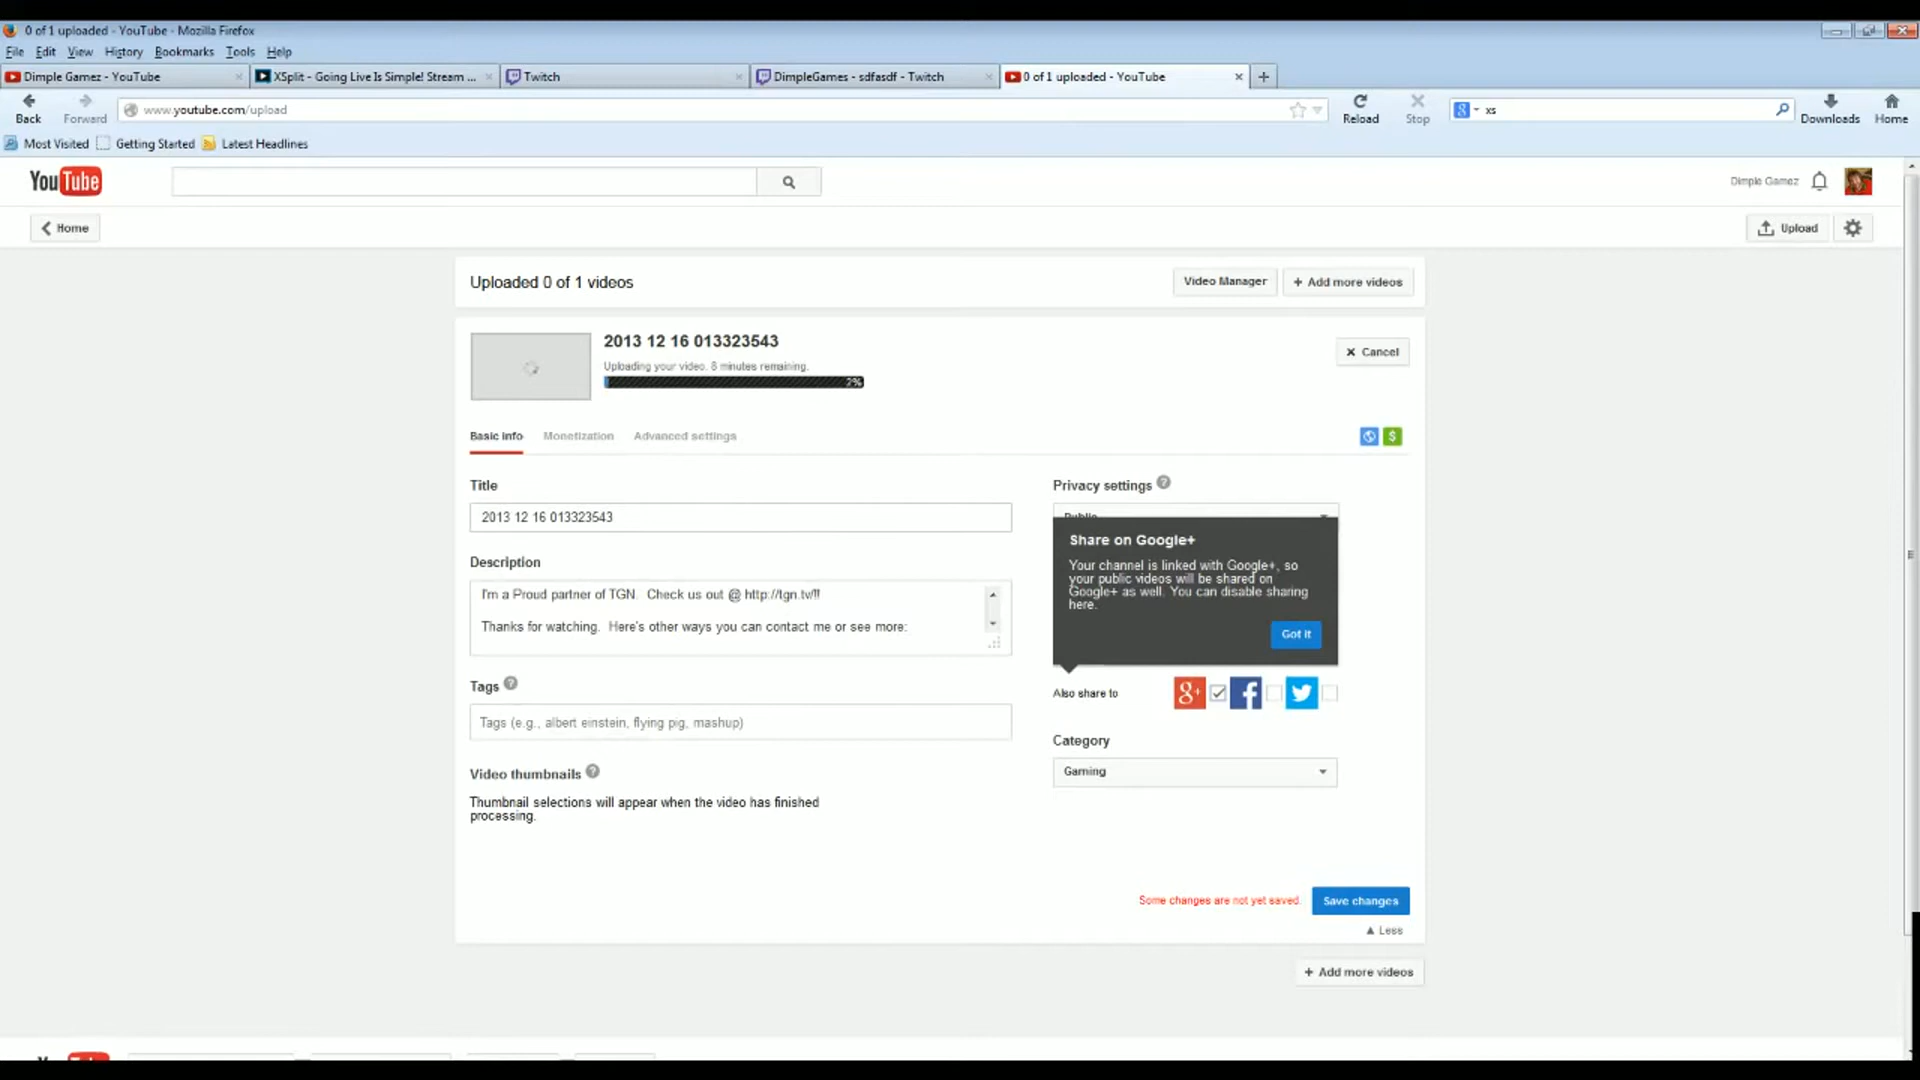 0 of 1 uploaded - YouTube - Mozilla Firefox
File Edit View History Bookmarks Tools Help
Dimple Gamez - YouTube XSplit - Going Live Is Simple! Stream ... Twitch DimpleGames - sdfasdf - Twitch 0 of 1 uploaded - YouTube
Back Forward www.youtube.com/upload Reload Stop xs Downloads Home
Most Visited Getting Started Latest Headlines
YouTube Dimple Gamez
Home Upload
Uploaded 0 of 1 videos Video Manager + Add more videos
2013 12 16 013323543
Uploading your video. 8 minutes remaining. Cancel
2%
Basic info Monetization Advanced settings
Title Privacy settings
2013 12 16 013323543 Public
Share on Google+
Your channel is linked with Google+, so
your public videos will be shared on
Google+ as well. You can disable sharing
here.
Got it
Description
I'm a Proud partner of TGN. Check us out @ http://tgn.tv/!!
Thanks for watching. Here's other ways you can contact me or see more:
Tags Also share to
Tags (e.g., albert einstein, flying pig, mashup)
Category
Gaming
Video thumbnails
Thumbnail selections will appear when the video has finished
processing.
Some changes are not yet saved. Save changes
Less
+ Add more videos